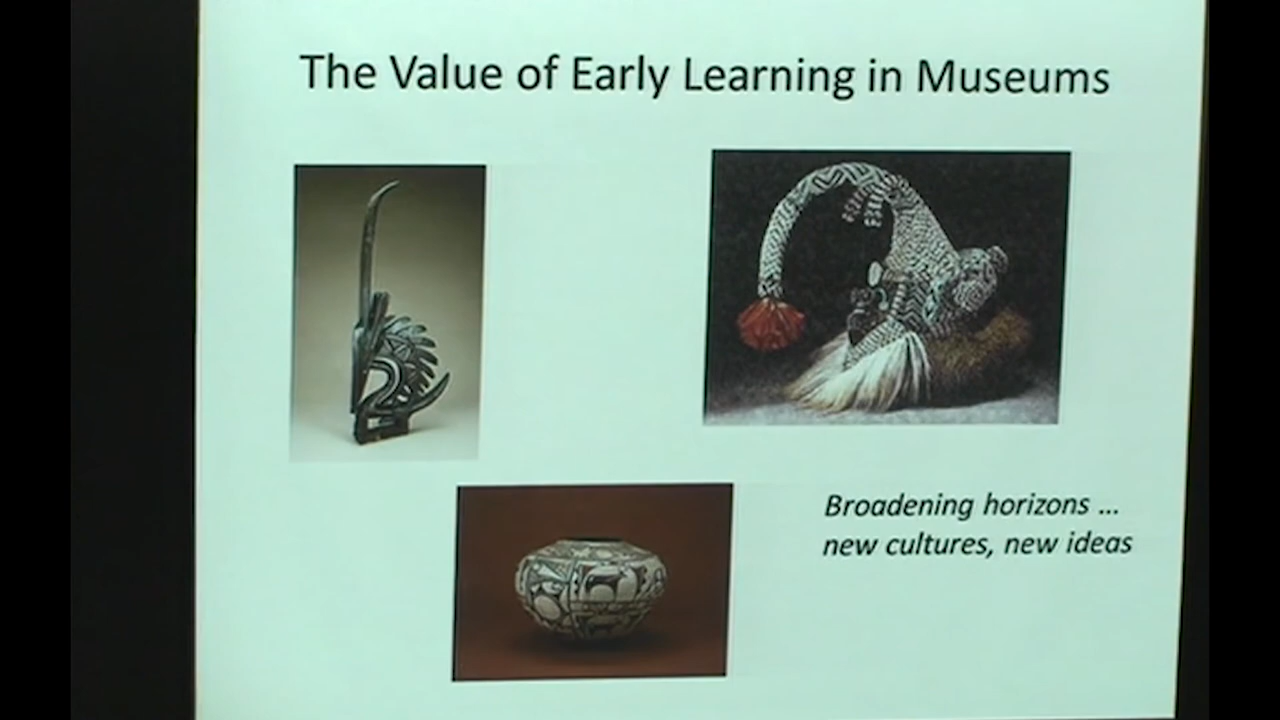 The Value of Early Learning in Museums
Broadening horizons ...
new cultures, new ideas